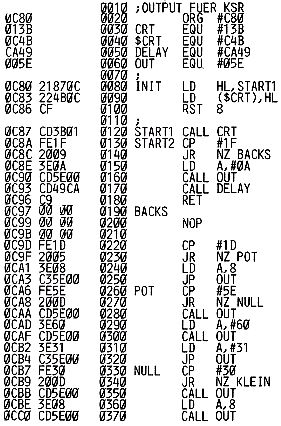 0010 ;OUTPUT FUER KSR
0C80 0020 ORG #C80
013B 0030 CRT EQU #13B
0C4B 0040 $CRT EQU #C4B
CA49 0050 DELAY EQU #CA49
005E 0060 OUT EQU #05E
0070 ;
0C80 21870C 0080 INIT LD HL,START1
0C83 224B0C 0090 LD ($CRT),HL
0C86 CF 0100 RST 8
0110 ;
0C87 CD3B01 0120 START1 CALL CRT
0C8A FE1F 0130 START2 CP #1F
0C8C 2009 0140 JR NZ BACKS
0C8E 3E0A 0150 LD A,#0A
0C90 CD5E00 0160 CALL OUT
0C93 CD49CA 0170 CALL DELAY
0C96 C9 0180 RET
0C97 00 00 0190 BACKS
0C99 00 00 0200 NOP
0C9B 00 00 0210
0C9D FE1D 0220 CP #1D
0C9F 2005 0230 JR NZ POT
0CA1 3E08 0240 LD A,8
0CA3 C35E00 0250 JP OUT
0CA6 FE5E 0260 POT CP #5E
0CA8 200D 0270 JR NZ NULL
0CAA CD5E00 0280 CALL OUT
0CAD 3E60 0290 LD A,#60
0CAF CD5E00 0300 CALL OUT
0CB2 3E31 0310 LD A,#31
0CB4 C35E00 0320 JP OUT
0CB7 FE30 0330 NULL CP #30
0CB9 200D 0340 JR NZ KLEIN
0CBB CD5E00 0350 CALL OUT
0CBE 3E08 0360 LD A,8
0CC0 CD5E00 0370 CALL OUT